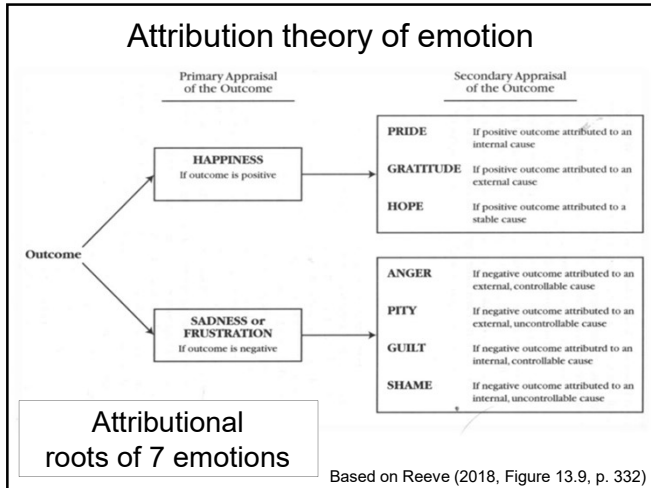 Attribution theory of emotion
Primary Appraisal
of the Outcome
Secondary Appraisal
of the Outcome
HAPPINESS
If outcome is positive
PRIDE If positive outcome attributed to an
internal cause
GRATITUDE If positive outcome attributed to an
external cause
HOPE If positive outcome attributed to a
stable cause
Outcome
SADNESS or
FRUSTRATION
If outcome is negative
ANGER If negative outcome attributed to an
external, controllable cause
PITY If negative outcome attributed to an
external, uncontrollable cause
GUILT If negative outcome attributrd to an
internal, controllable cause
SHAME If negative outcome attributed to an
internal, uncontrollable cause
Attributional
roots of 7 emotions
Based on Reeve (2018, Figure 13.9, p. 332)